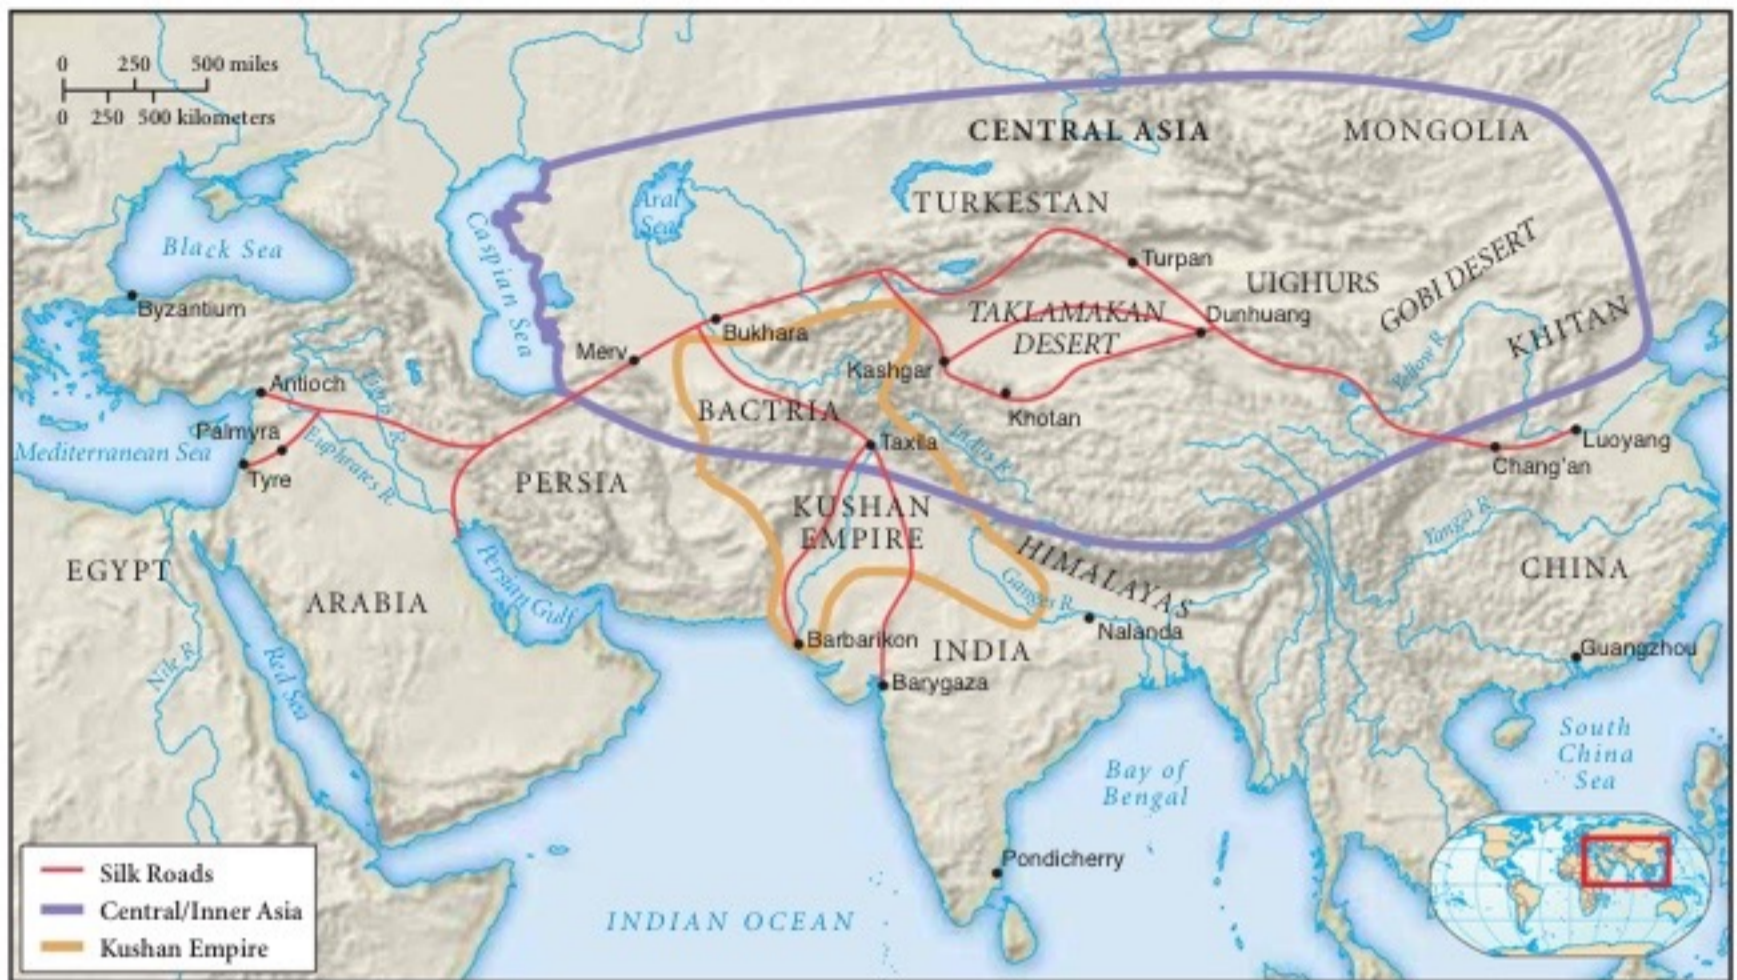 0 250 500 miles
0 250 500 kilometers
CENTRAL ASIA
MONGOLIA
Aral
Sea
TURKESTAN
Black Sea
Caspian Sea
Turpan
UIGHURS
GOBI DESERT
Byzantium
TAKLAMAKAN
DESERT
Dunhuang
KHITAN
Bukhara
Merv
Kashgar
Yellow R.
Antioch
Khotan
BACTRIA
Palmyra
Euphrates R.
Mediterranean Sea
Tyre
Taxila
Indus R.
Luoyang
Chang'an
PERSIA
KUSHAN
EMPIRE
Yangzi R.
HIMALAYAS
EGYPT
ARABIA
Persian Gulf
Ganges R.
CHINA
Nile R.
Red Sea
Barbarikon
INDIA
Nalanda
Guangzhou
Barygaza
South
China
Sea
Bay of
Bengal
Pondicherry
INDIAN OCEAN
Silk Roads
Central/Inner Asia
Kushan Empire